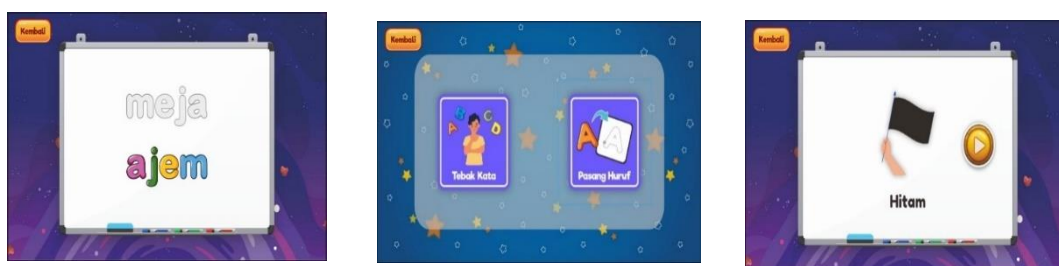 Kembali
meja
ajem
Kembali
Tebak Kata
Pasang Huruf
Kembali
Hitam